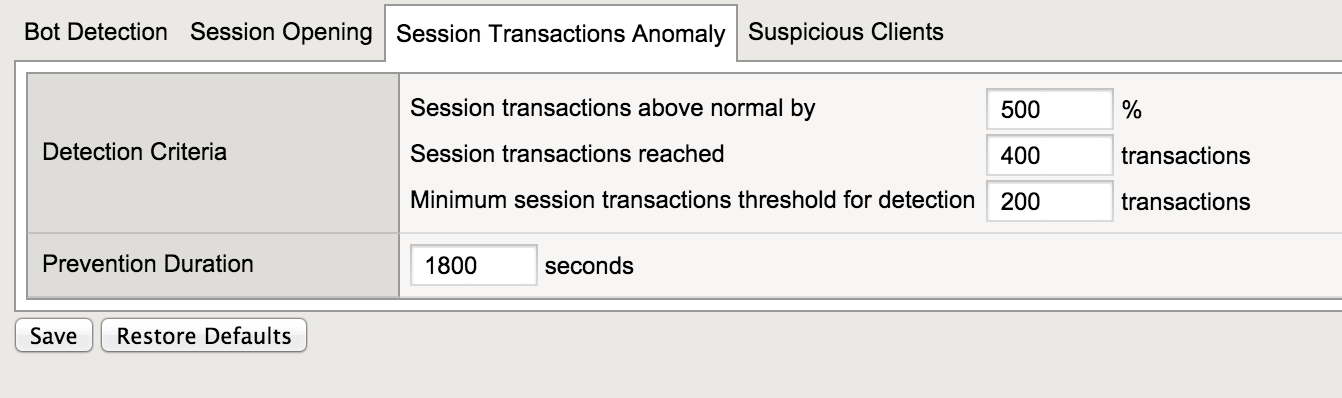 Bot Detection Session Opening Session Transactions Anomaly Suspicious Clients
Detection Criteria
Session transactions above normal by 500 %
Session transactions reached 400 transactions
Minimum session transactions threshold for detection 200 transactions
Prevention Duration 1800 seconds
Save Restore Defaults